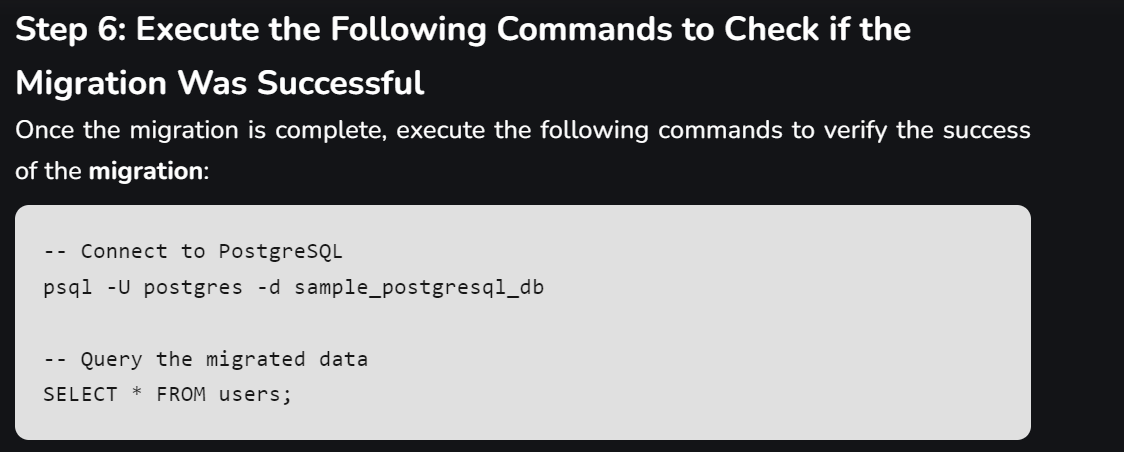 Step 6: Execute the Following Commands to Check if the
Migration Was Successful
Once the migration is complete, execute the following commands to verify the success
of the migration:
-- Connect to PostgreSQL
psql -U postgres -d sample_postgresql_db
-- Query the migrated data
SELECT * FROM users;